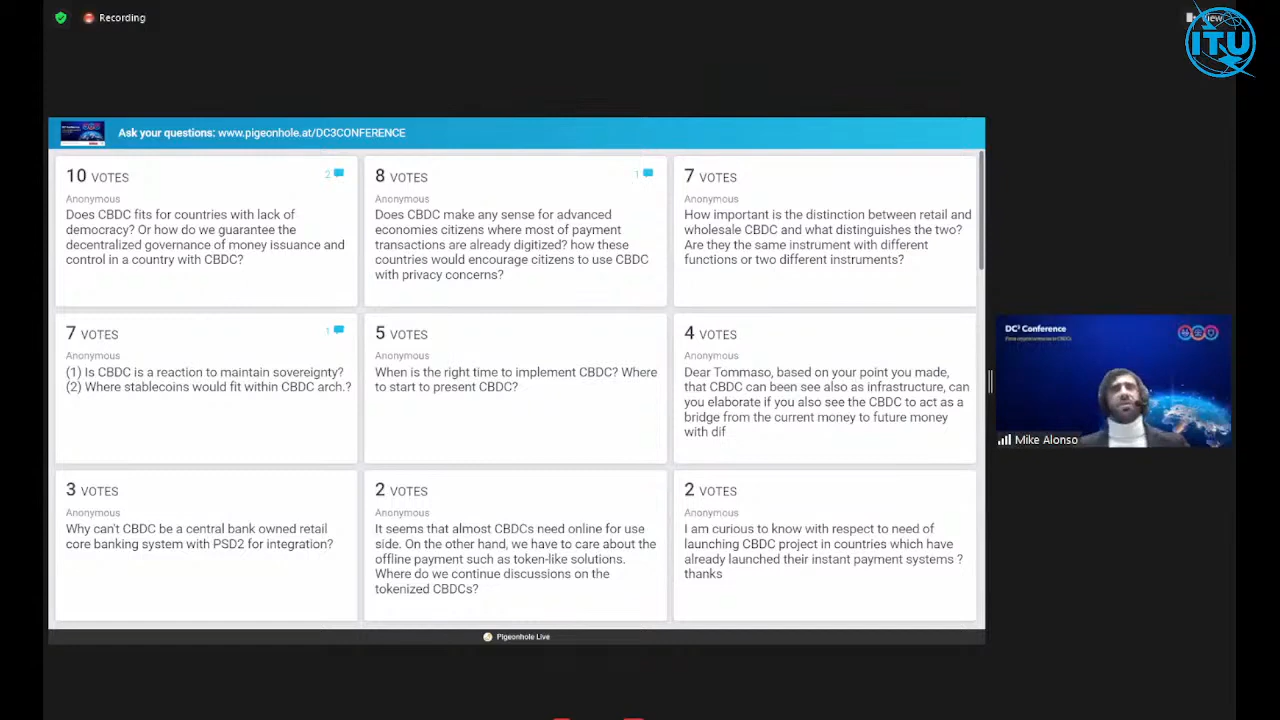 Recording
View
ITU
Ask your questions: www.pigeonhole.at/DC3CONFERENCE
10 VOTES
2
Anonymous
Does CBDC fits for countries with lack of
democracy? Or how do we guarantee the
decentralized governance of money issuance and
control in a country with CBDC?
8 VOTES
1
Anonymous
Does CBDC make any sense for advanced
economies citizens where most of payment
transactions are already digitized? how these
countries would encourage citizens to use CBDC
with privacy concerns?
7 VOTES
Anonymous
How important is the distinction between retail and
wholesale CBDC and what distinguishes the two?
Are they the same instrument with different
functions or two different instruments?
7 VOTES
1
Anonymous
(1) Is CBDC is a reaction to maintain sovereignty?
(2) Where stablecoins would fit within CBDC arch.?
5 VOTES
Anonymous
When is the right time to implement CBDC? Where
to start to present CBDC?
4 VOTES
Anonymous
Dear Tommaso, based on your point you made,
that CBDC can been see also as infrastructure, can
you elaborate if you also see the CBDC to act as a
bridge from the current money to future money
with dif
3 VOTES
Anonymous
Why can't CBDC be a central bank owned retail
core banking system with PSD2 for integration?
2 VOTES
Anonymous
It seems that almost CBDCs need online for use
side. On the other hand, we have to care about the
offline payment such as token-like solutions.
Where do we continue discussions on the
tokenized CBDCs?
2 VOTES
Anonymous
I am curious to know with respect to need of
launching CBDC project in countries which have
already launched their instant payment systems ?
thanks
Pigeonhole Live
DC³ Conference
From cryptocurrencies to CBDCs
Mike Alonso